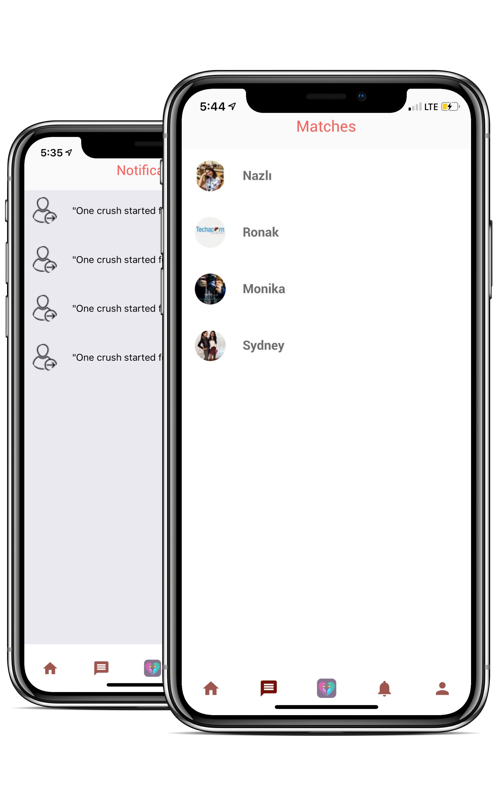 5:35
Notifica
"One crush started f
"One crush started f
"One crush started f
"One crush started f
5:44
LTE
Matches
Nazlı
Ronak
Monika
Sydney